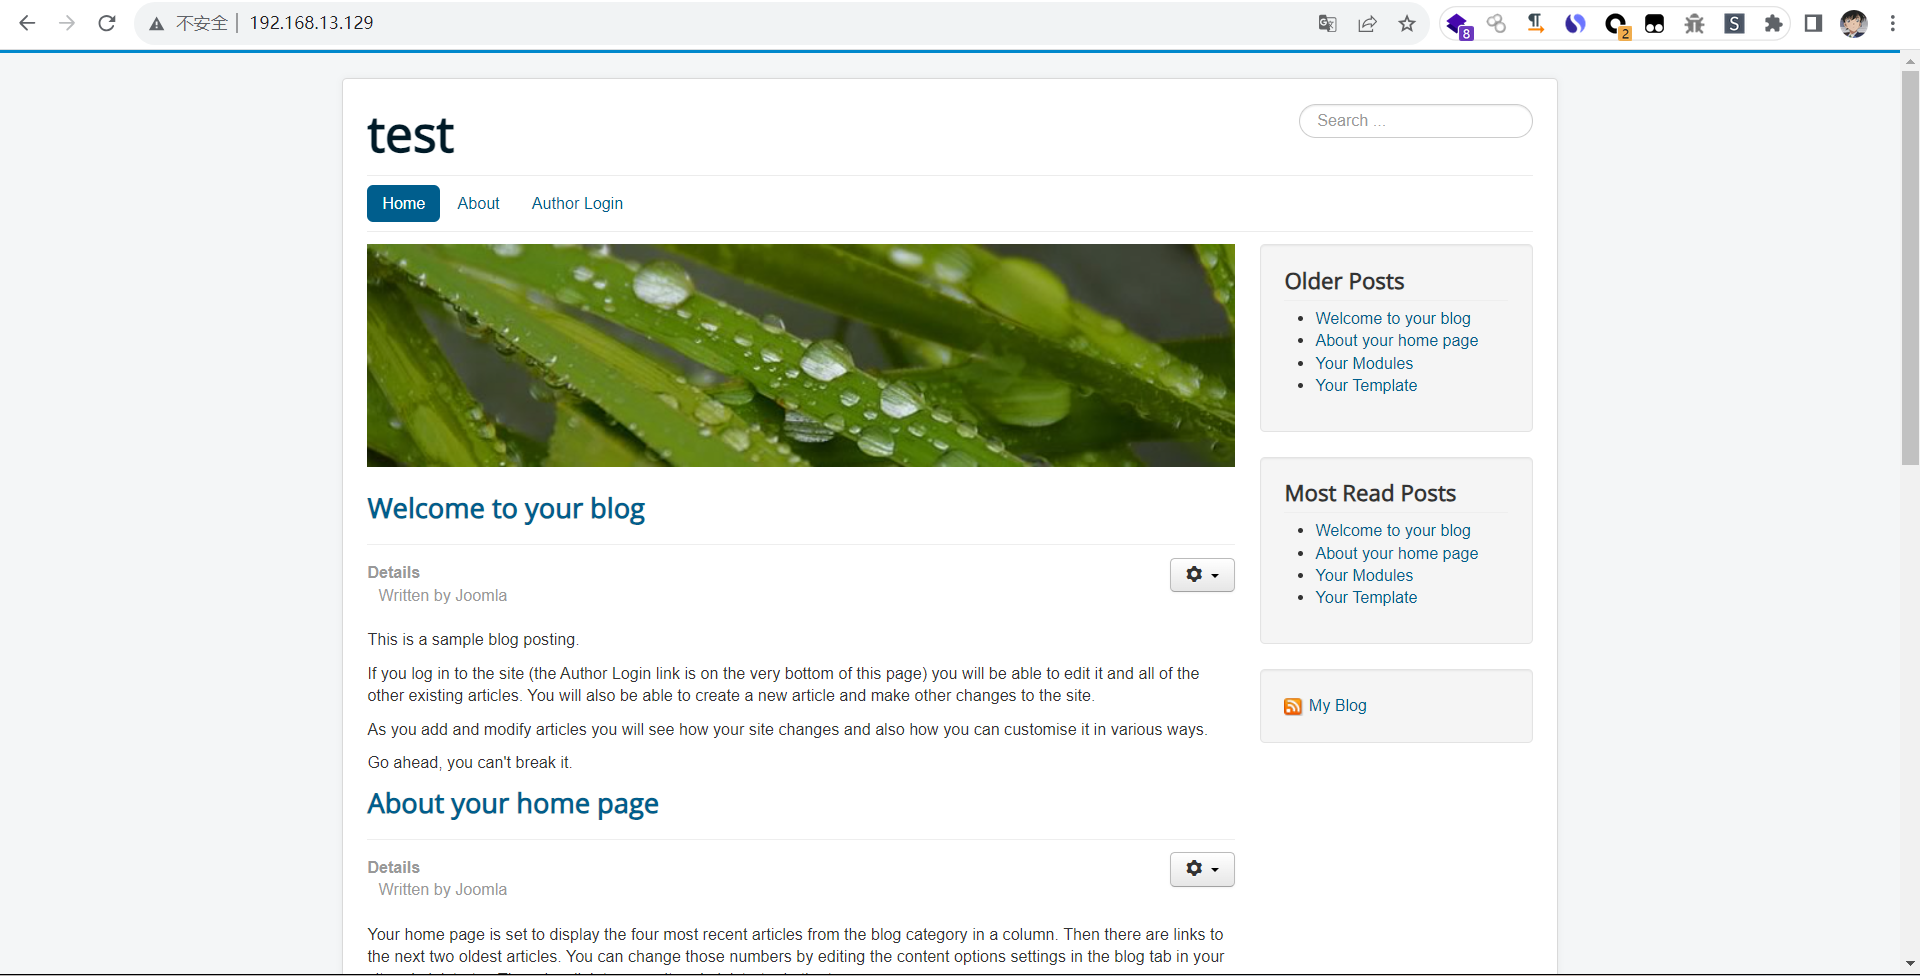 不安全 192.168.13.129
8
2
S
test
Search ...
Home About Author Login
Older Posts
Welcome to your blog
About your home page
Your Modules
Your Template
Welcome to your blog
Details
Written by Joomla
This is a sample blog posting.
If you log in to the site (the Author Login link is on the very bottom of this page) you will be able to edit it and all of the
other existing articles. You will also be able to create a new article and make other changes to the site.
As you add and modify articles you will see how your site changes and also how you can customise it in various ways.
Go ahead, you can't break it.
Most Read Posts
Welcome to your blog
About your home page
Your Modules
Your Template
My Blog
About your home page
Details
Written by Joomla
Your home page is set to display the four most recent articles from the blog category in a column. Then there are links to
the next two oldest articles. You can change those numbers by editing the content options settings in the blog tab in your